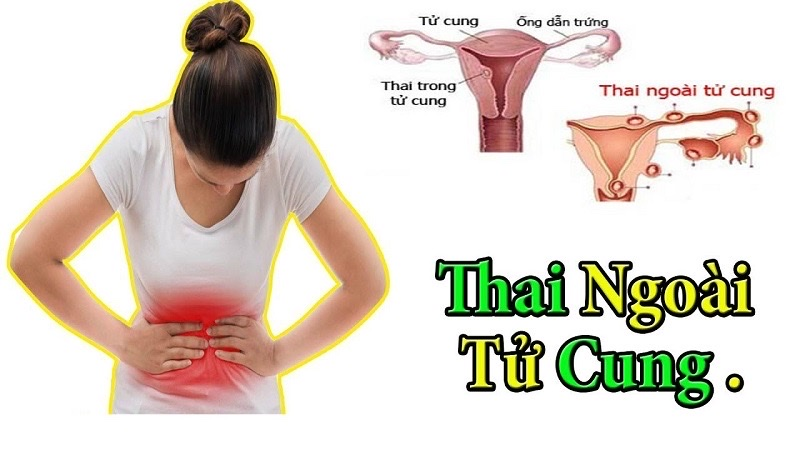 Tử cung
Ống dẫn trứng
Thai trong
tử cung
Thai ngoài tử cung
Thai Ngoài
Tử Cung .